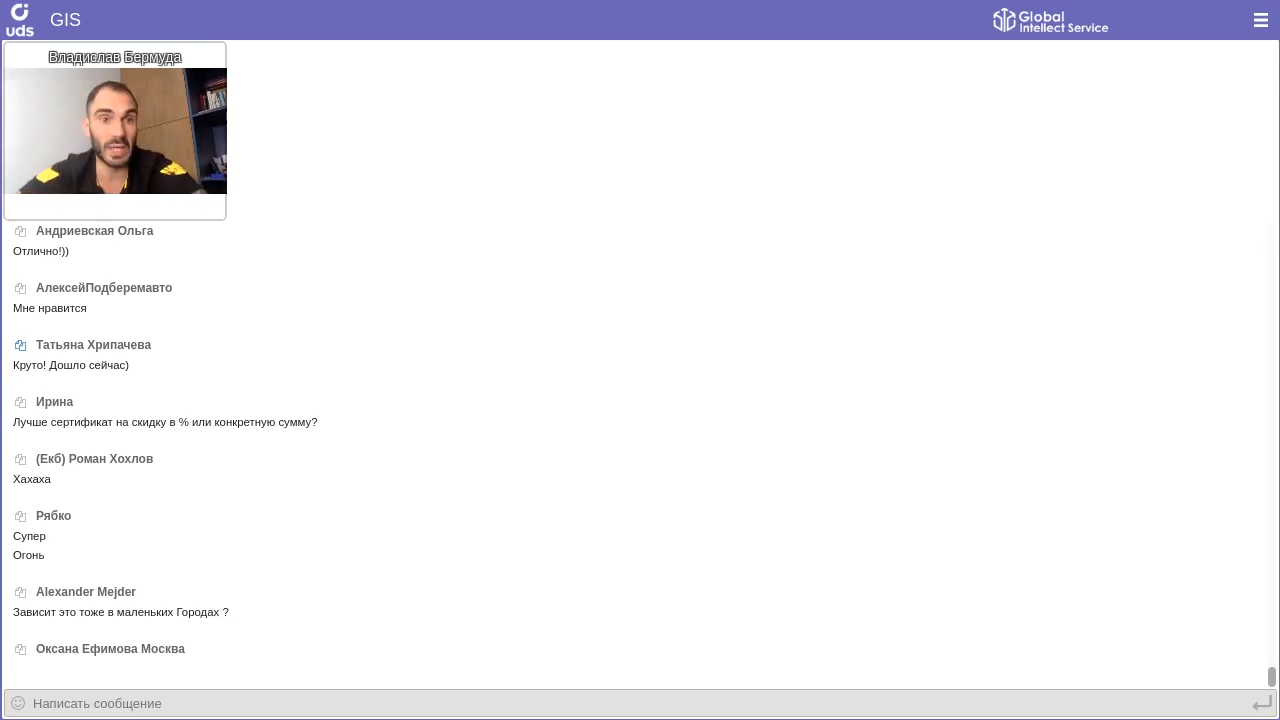 uds
GIS
Global
Intellect Service
Владислав Бермуда
Андриевская Ольга
Отлично!))
АлексейПодберемавто
Мне нравится
Татьяна Хрипачева
Круто! Дошло сейчас)
Ирина
Лучше сертификат на скидку в % или конкретную сумму?
(Екб) Роман Хохлов
Хахаха
Рябко
Супер
Огонь
Alexander Mejder
Зависит это тоже в маленьких Городах ?
Оксана Ефимова Москва
Написать сообщение